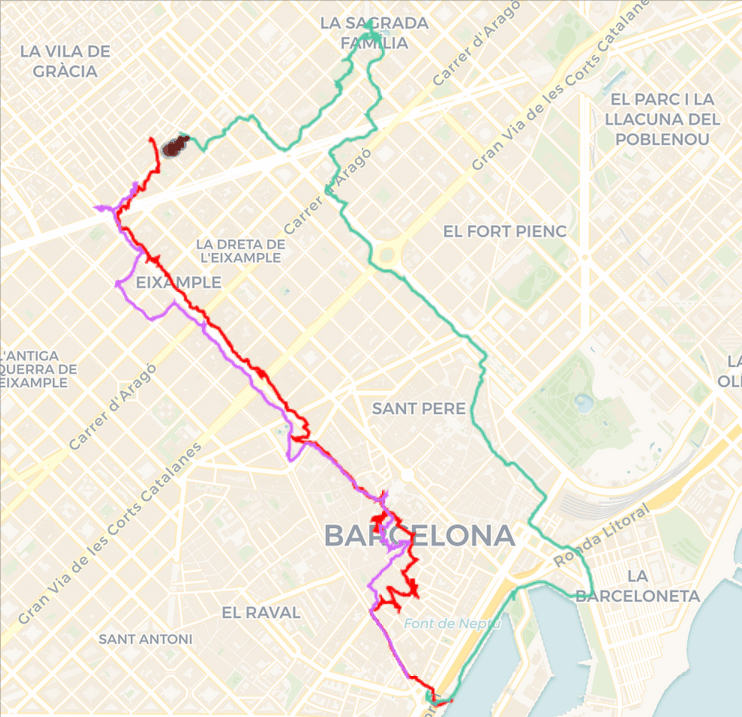 LA SAGRADA
FAMÍLIA
LA VILA DE
GRÀCIA
Carrer d'Aragó
Gran Via de les Corts Catalanes
EL PARC I LA
LLACUNA DEL
POBLENOU
Carrer d'Aragó
LA DRETA DE
L'EIXAMPLE
EL FORT PIENC
EIXAMPLE
L'ANTIGA
QUERRA DE
EIXAMPLE
LA
OLI
Carrer d'Aragó
SANT PERE
Gran Via de les Corts Catalanes
BARCELONA
Ronda Litoral
LA
BARCELONETA
EL RAVAL
Font de Neptú
SANT ANTONI